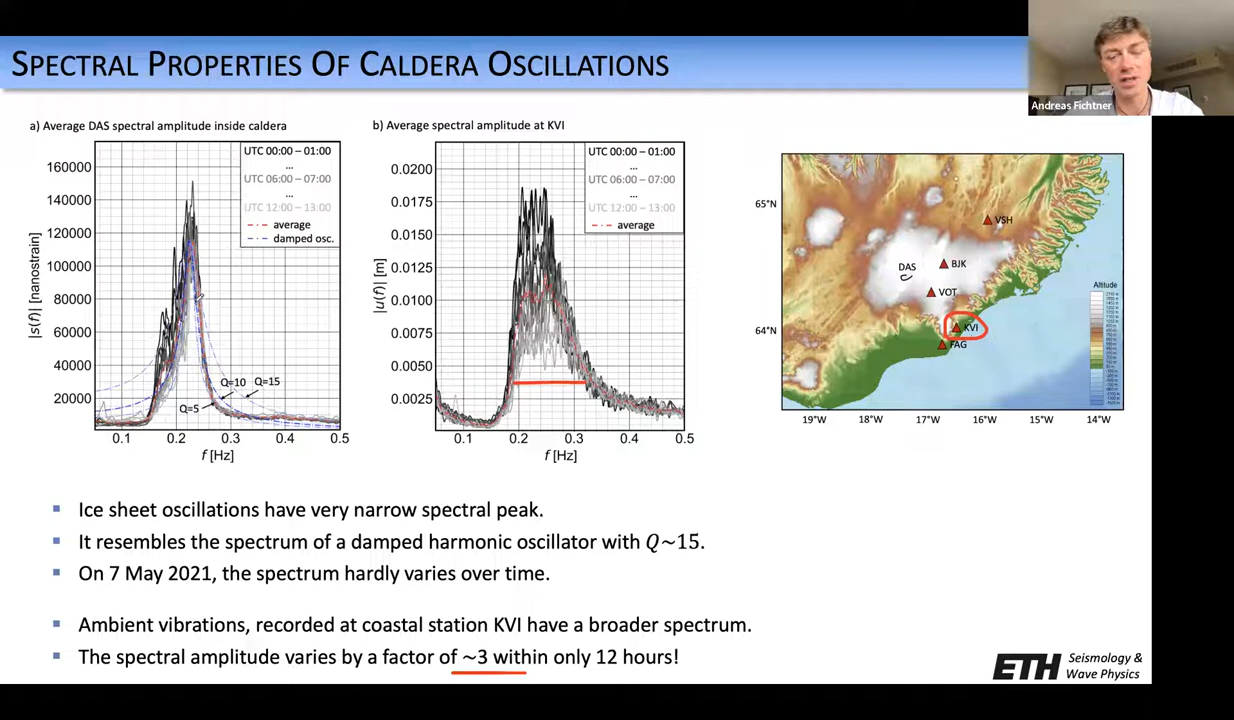 SPECTRAL PROPERTIES OF CALDERA OSCILLATIONS
Andreas Fichtner
a) Average DAS spectral amplitude inside caldera
|s(f)| [nanostrain]
160000
140000
120000
100000
80000
60000
40000
20000
UTC 00:00 – 01:00
...
UTC 06:00 – 07:00
...
UTC 12:00 – 13:00
average
damped osc.
Q=10
Q=15
Q=5
0.1
0.2
0.3
0.4
0.5
f [Hz]
b) Average spectral amplitude at KVI
|u(f)| [m]
0.0200
0.0175
0.0150
0.0125
0.0100
0.0075
0.0050
0.0025
UTC 00:00 – 01:00
...
UTC 06:00 – 07:00
...
UTC 12:00 – 13:00
average
0.1
0.2
0.3
0.4
0.5
f [Hz]
65°N
64°N
VSH
BJK
DAS
VOT
KVI
FAG
Altitude
19°W
18°W
17°W
16°W
15°W
14°W
Ice sheet oscillations have very narrow spectral peak.
It resembles the spectrum of a damped harmonic oscillator with Q~15.
On 7 May 2021, the spectrum hardly varies over time.
Ambient vibrations, recorded at coastal station KVI have a broader spectrum.
The spectral amplitude varies by a factor of ~3 within only 12 hours!
ETH
Seismology &
Wave Physics